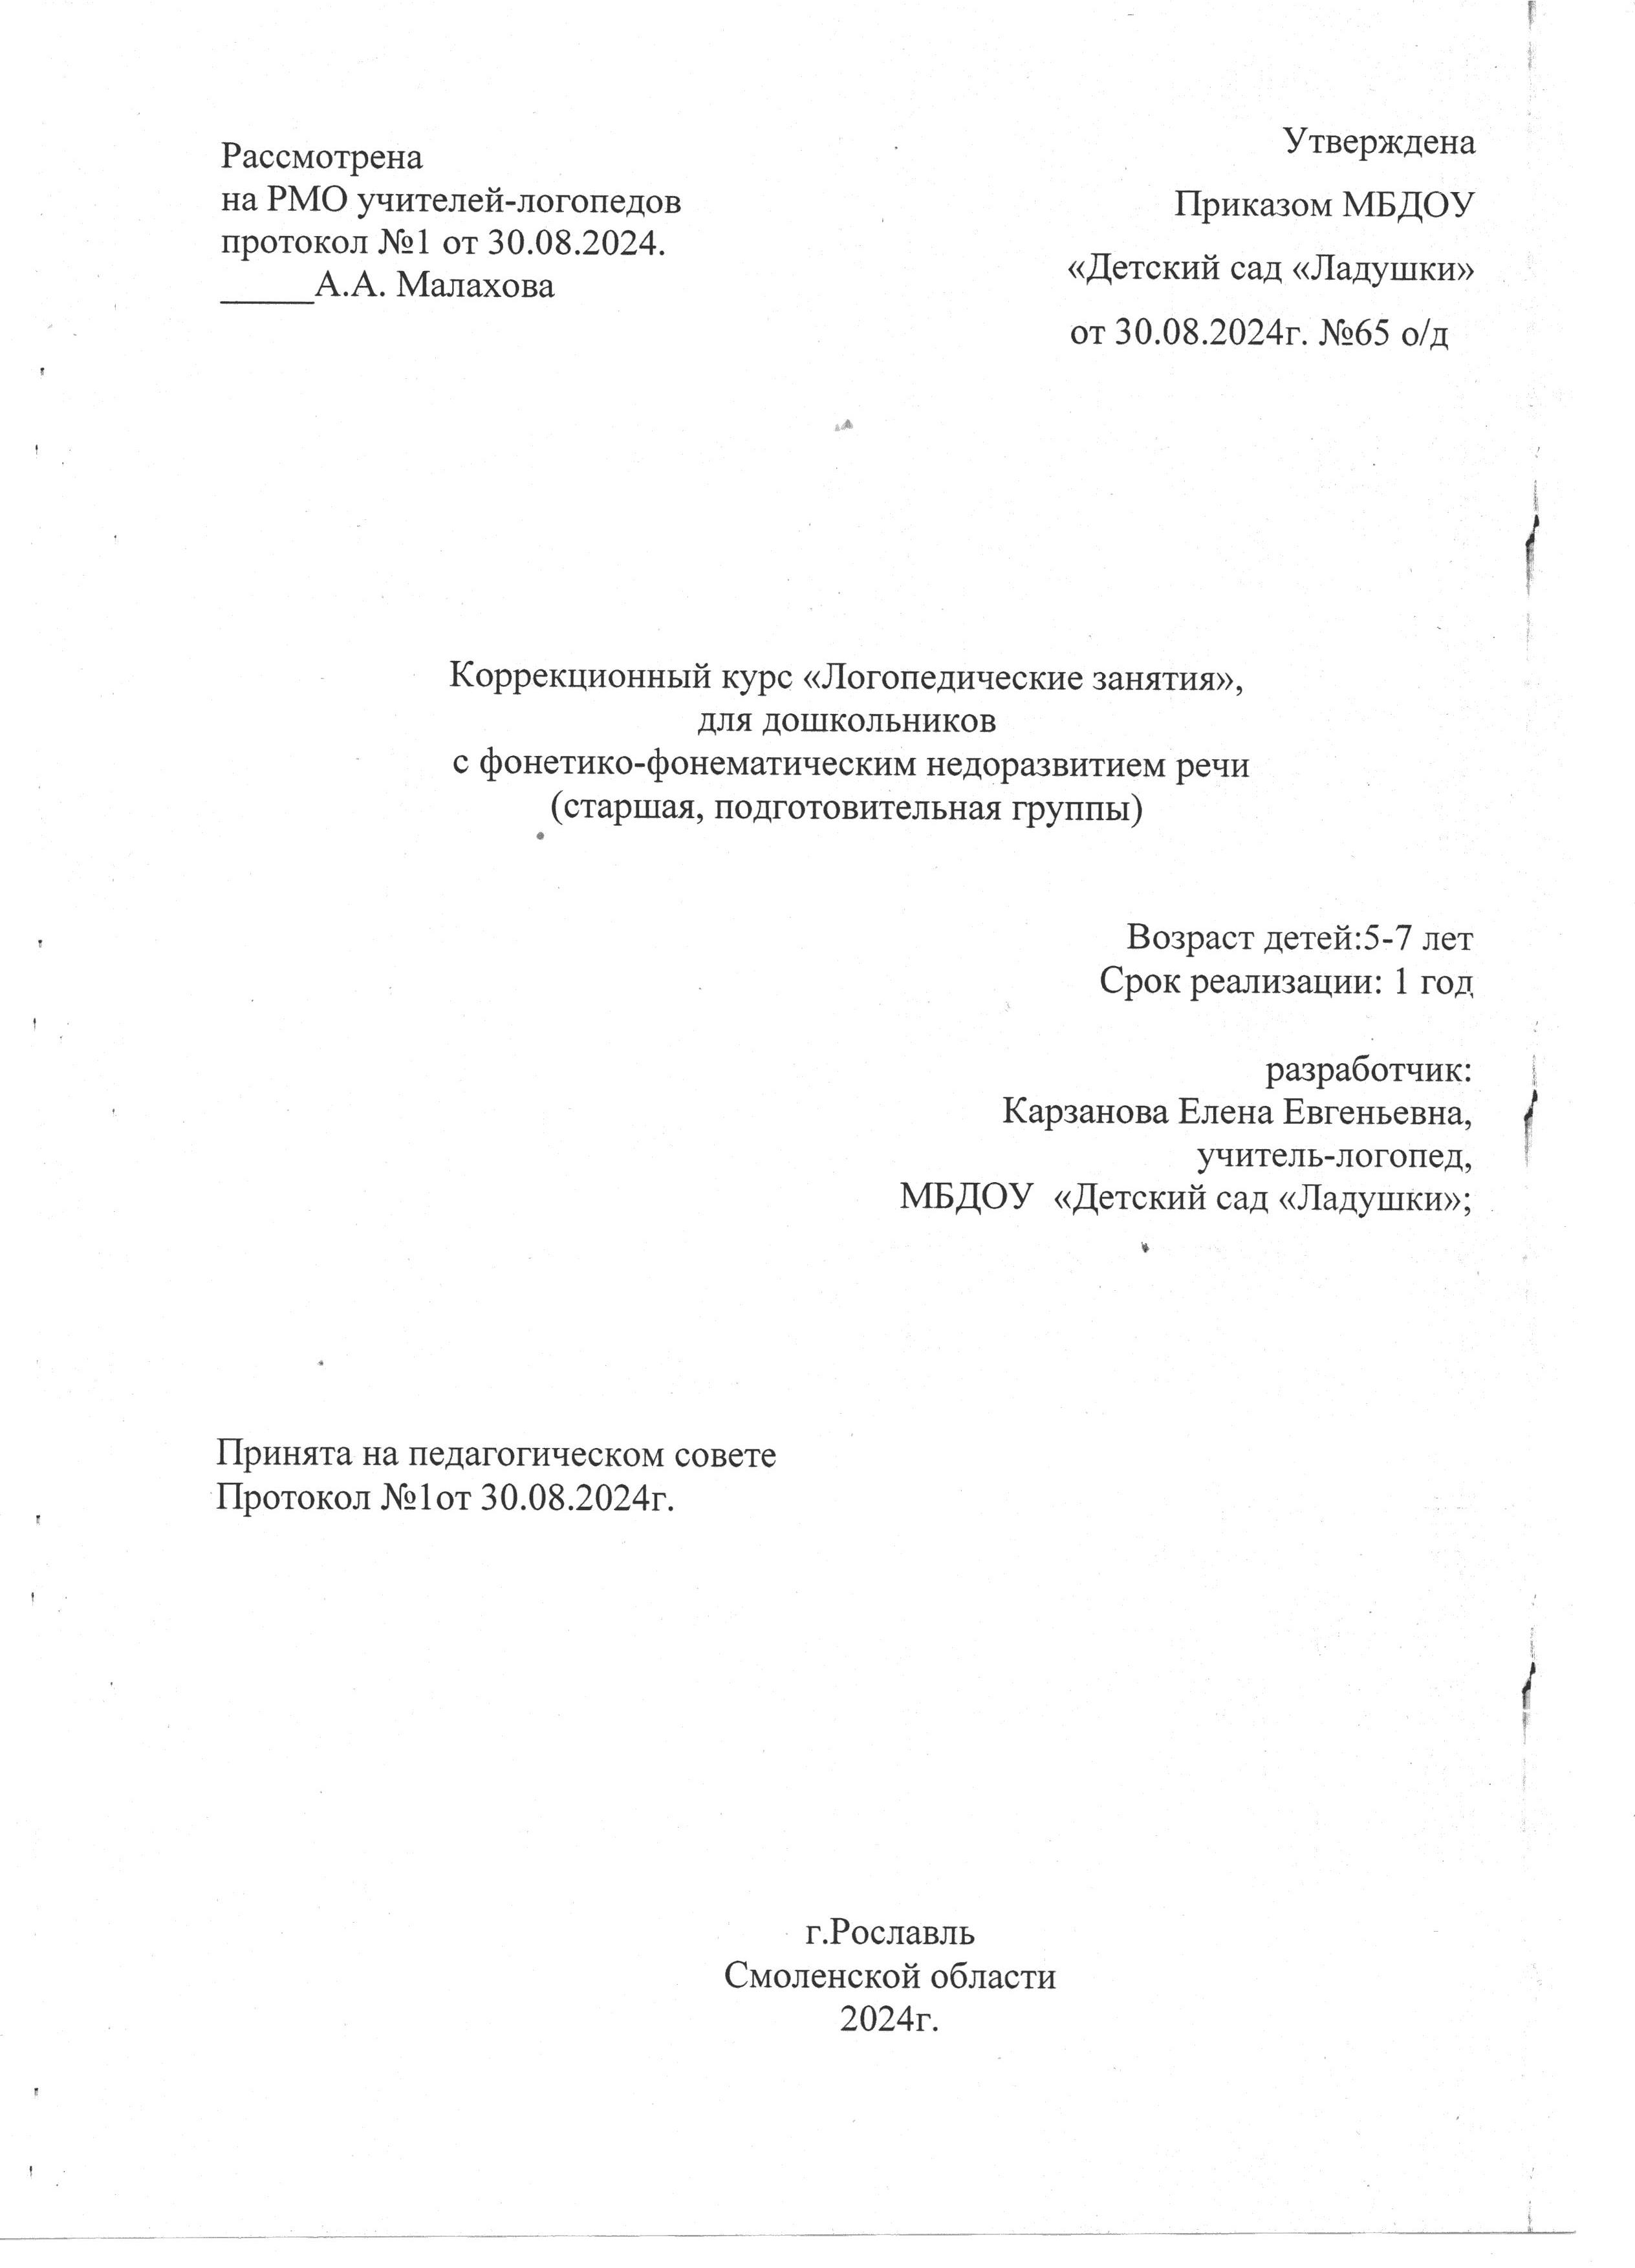 Рассмотрена
на РМО учителей-логопедов
протокол №1 от 30.08.2024.
_____А.А. Малахова
Утверждена
Приказом МБДОУ
«Детский сад «Ладушки»
от 30.08.2024г. №65 о/д
Коррекционный курс «Логопедические занятия»,
для дошкольников
с фонетико-фонематическим недоразвитием речи
(старшая, подготовительная группы)
Возраст детей:5-7 лет
Срок реализации: 1 год
разработчик:
Карзанова Елена Евгеньевна,
учитель-логопед,
МБДОУ  «Детский сад «Ладушки»;
Принята на педагогическом совете
Протокол №1от 30.08.2024г.
г.Рославль
Смоленской области
2024г.